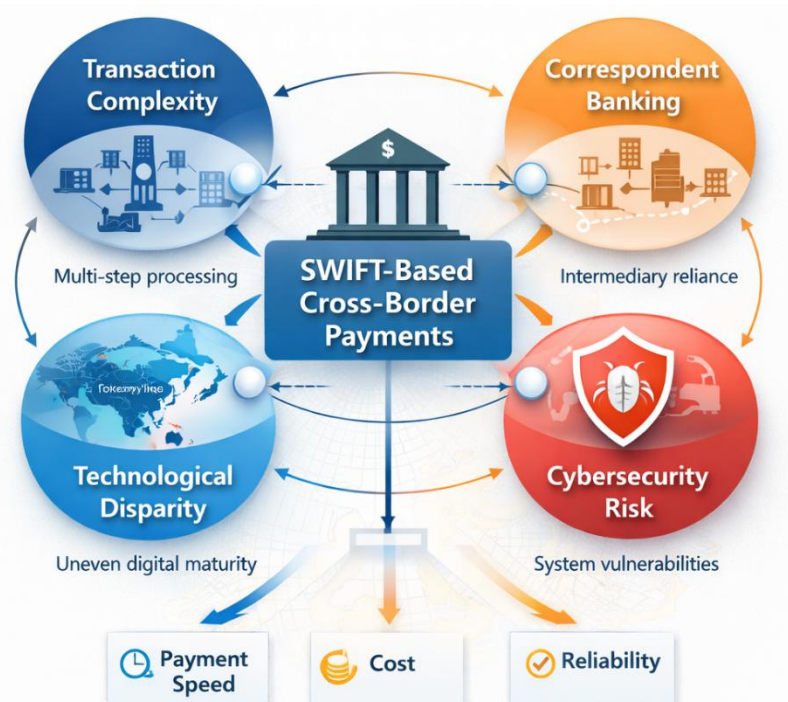 Transaction
Complexity
Correspondent
Banking
$
Multi-step processing
SWIFT-Based
Cross-Border
Payments
Intermediary reliance
Technological
Disparity
Cybersecurity
Risk
Uneven digital maturity
System vulnerabilities
Payment
Speed
Cost
Reliability